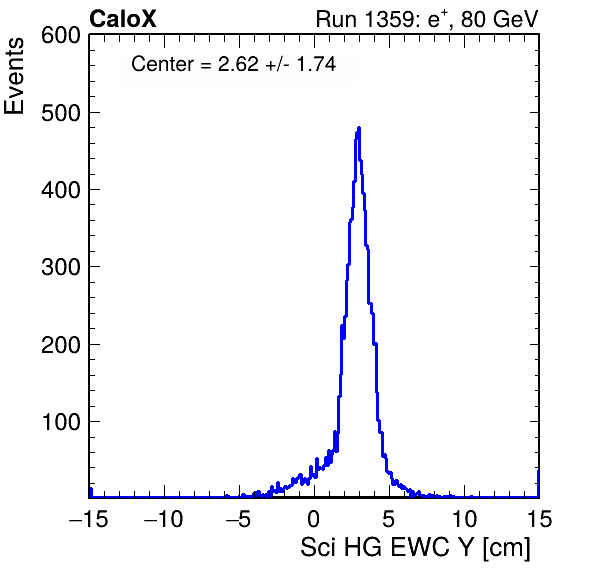 CaloX Run 1359: e+, 80 GeV
Center = 2.62 +/- 1.74
Events
600
500
400
300
200
100
−15 −10 −5 0 5 10 15
Sci HG EWC Y [cm]